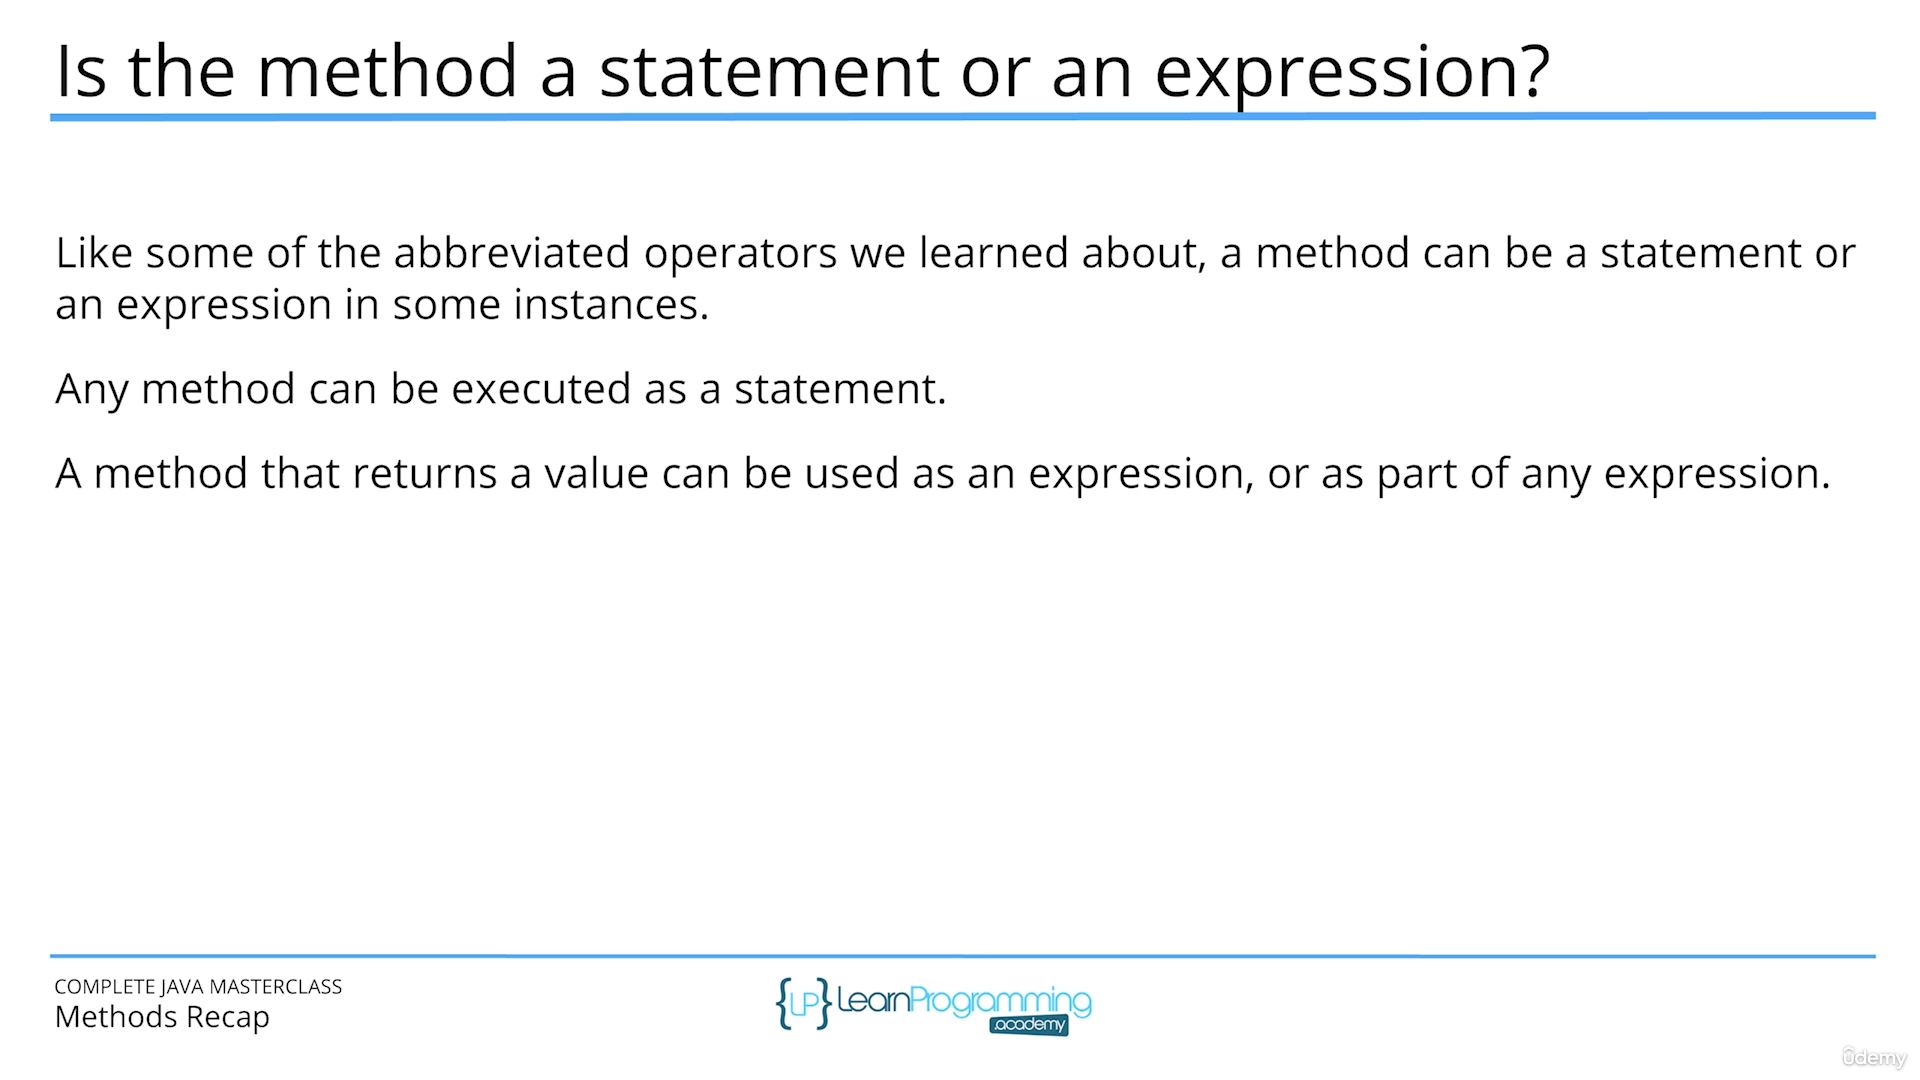 Is the method a statement or an expression?
Like some of the abbreviated operators we learned about, a method can be a statement or
an expression in some instances.
Any method can be executed as a statement.
A method that returns a value can be used as an expression, or as part of any expression.
COMPLETE JAVA MASTERCLASS
Methods Recap
{LP} LearnProgramming
.academy
ûdemy